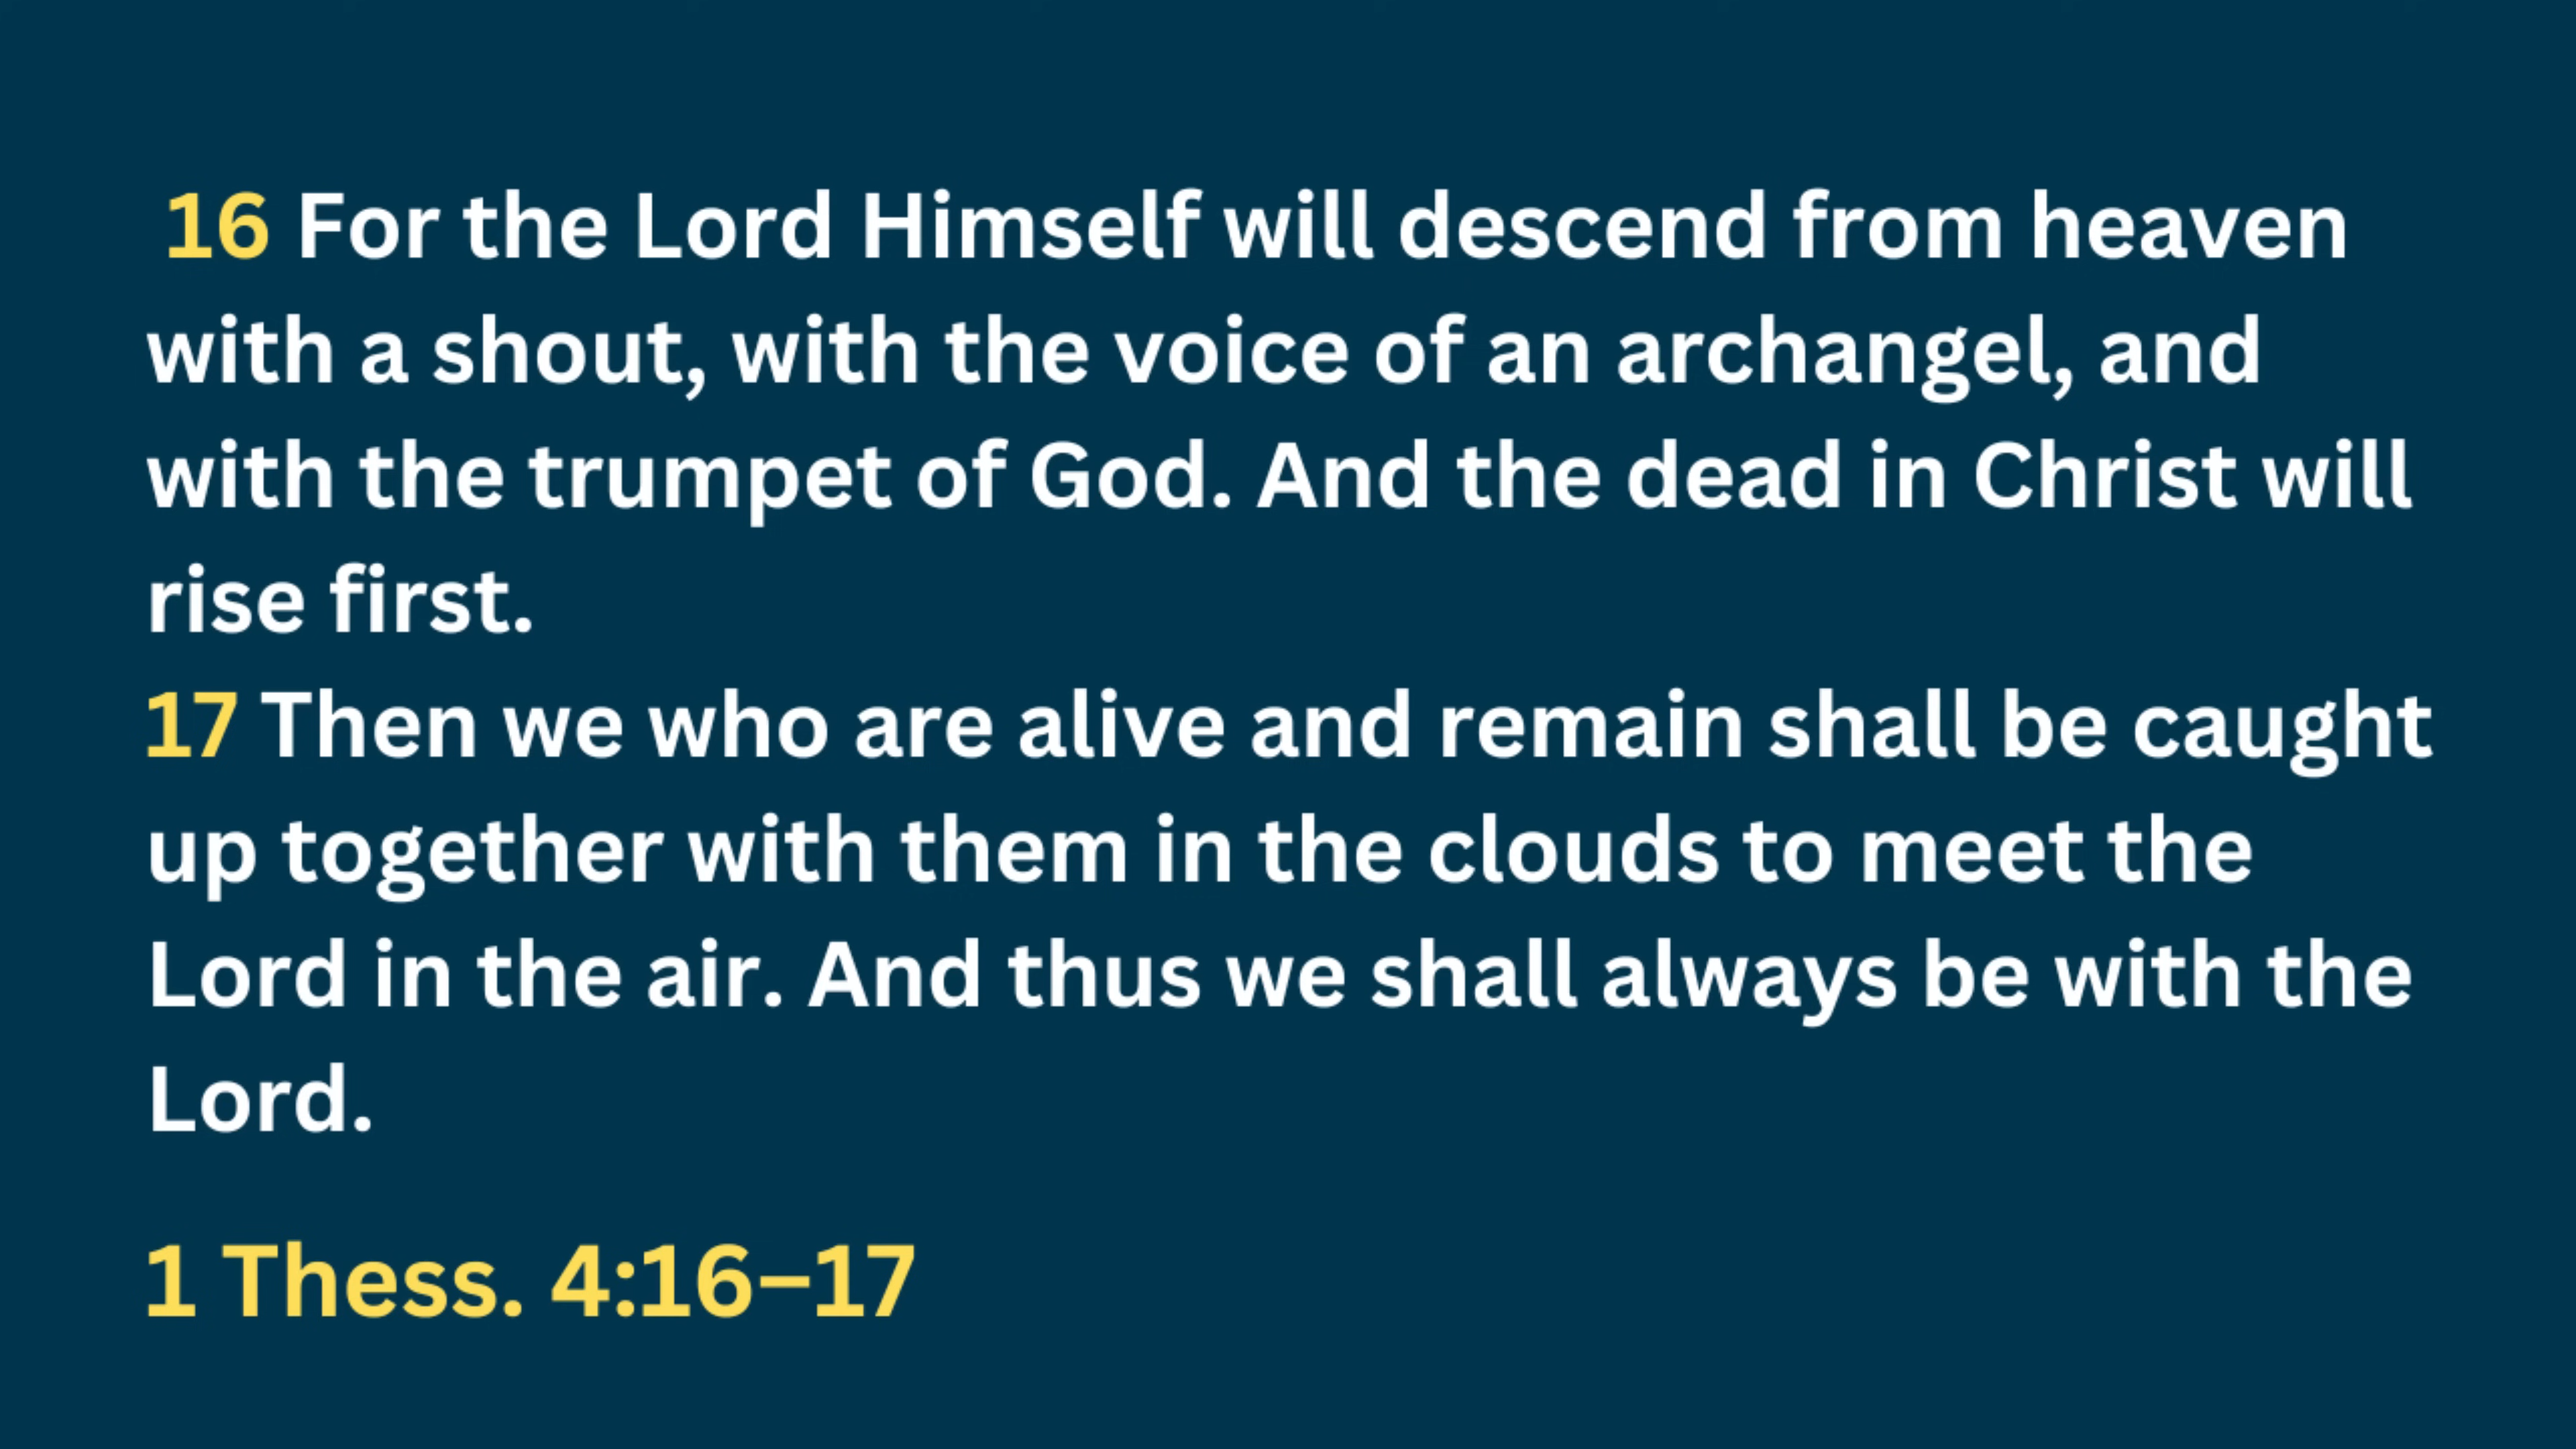 16 For the Lord Himself will descend from heaven
with a shout, with the voice of an archangel, and
with the trumpet of God. And the dead in Christ will
rise first.
17 Then we who are alive and remain shall be caught
up together with them in the clouds to meet the
Lord in the air. And thus we shall always be with the
Lord.
1 Thess. 4:16–17